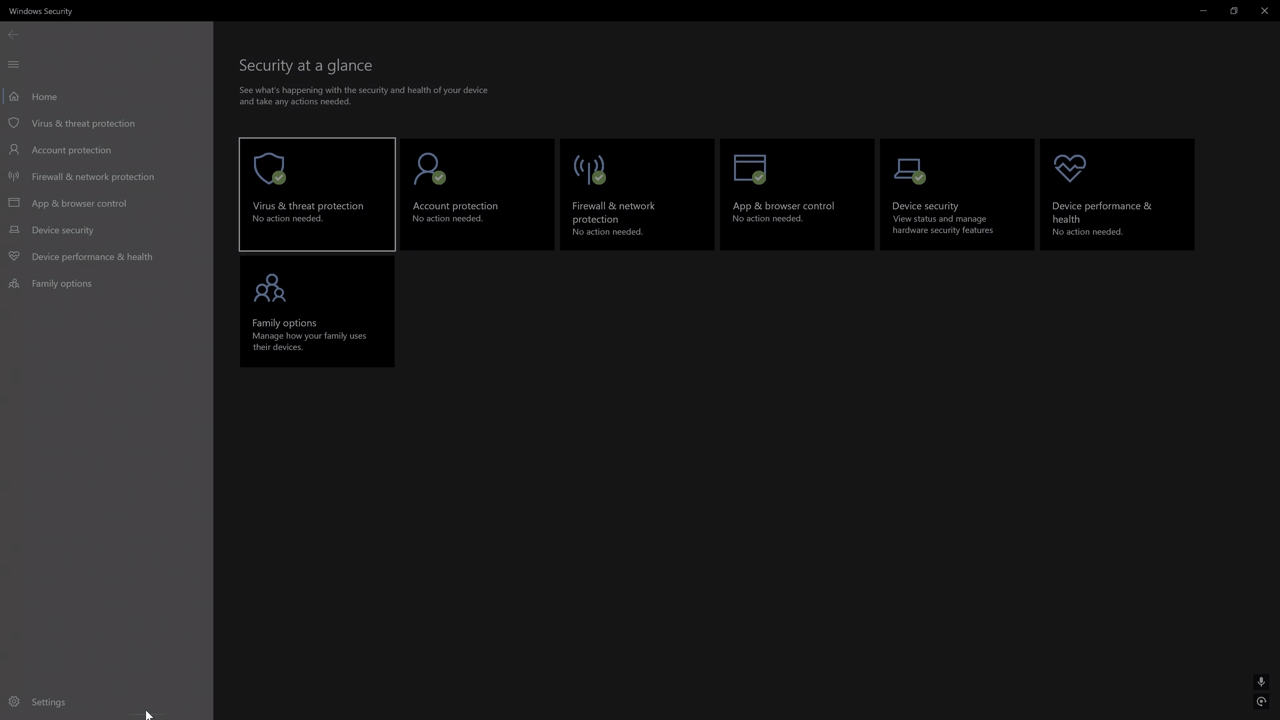 Windows Security
Home
Virus & threat protection
Account protection
Firewall & network protection
App & browser control
Device security
Device performance & health
Family options
Settings
Security at a glance
See what's happening with the security and health of your device
and take any actions needed.
Virus & threat protection
No action needed.
Account protection
No action needed.
Firewall & network
protection
No action needed.
App & browser control
No action needed.
Device security
View status and manage
hardware security features
Device performance &
health
No action needed.
Family options
Manage how your family uses
their devices.